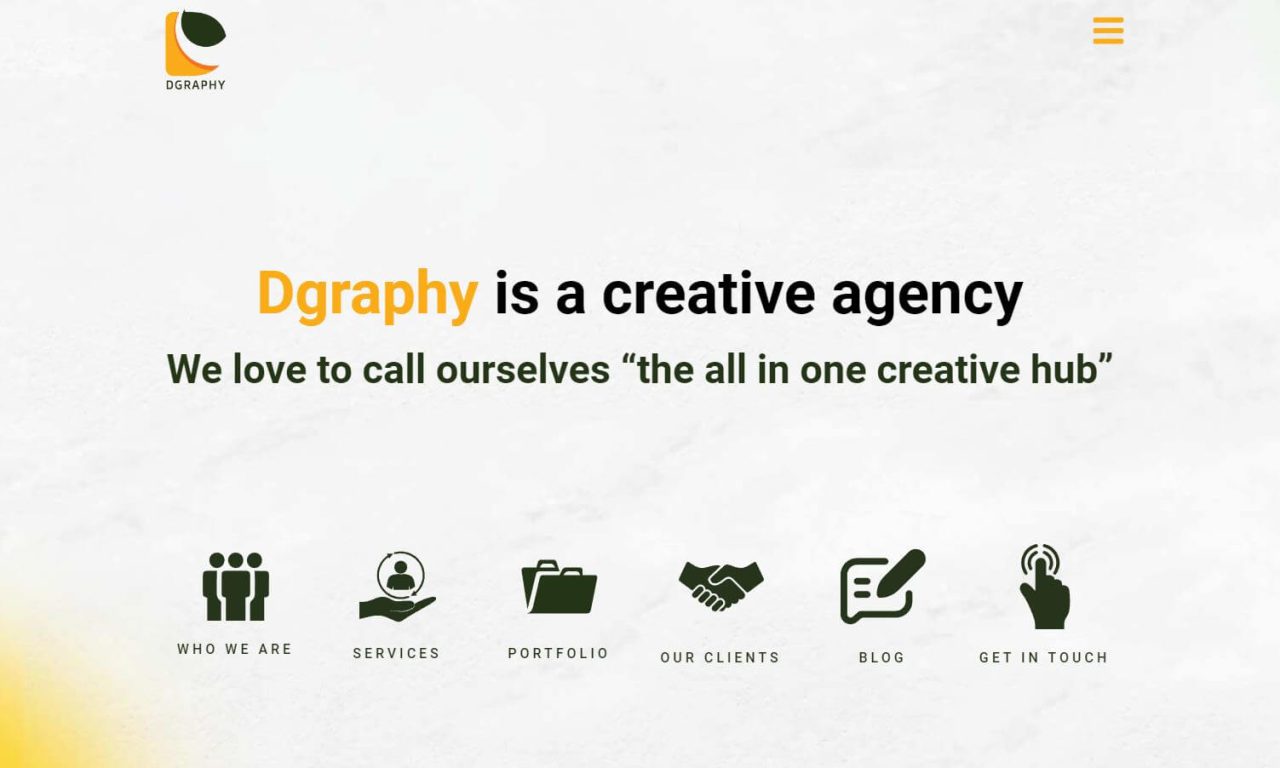 DGRAPHY
Dgraphy is a creative agency
We love to call ourselves “the all in one creative hub”
WHO WE ARE
SERVICES
PORTFOLIO
OUR CLIENTS
BLOG
GET IN TOUCH